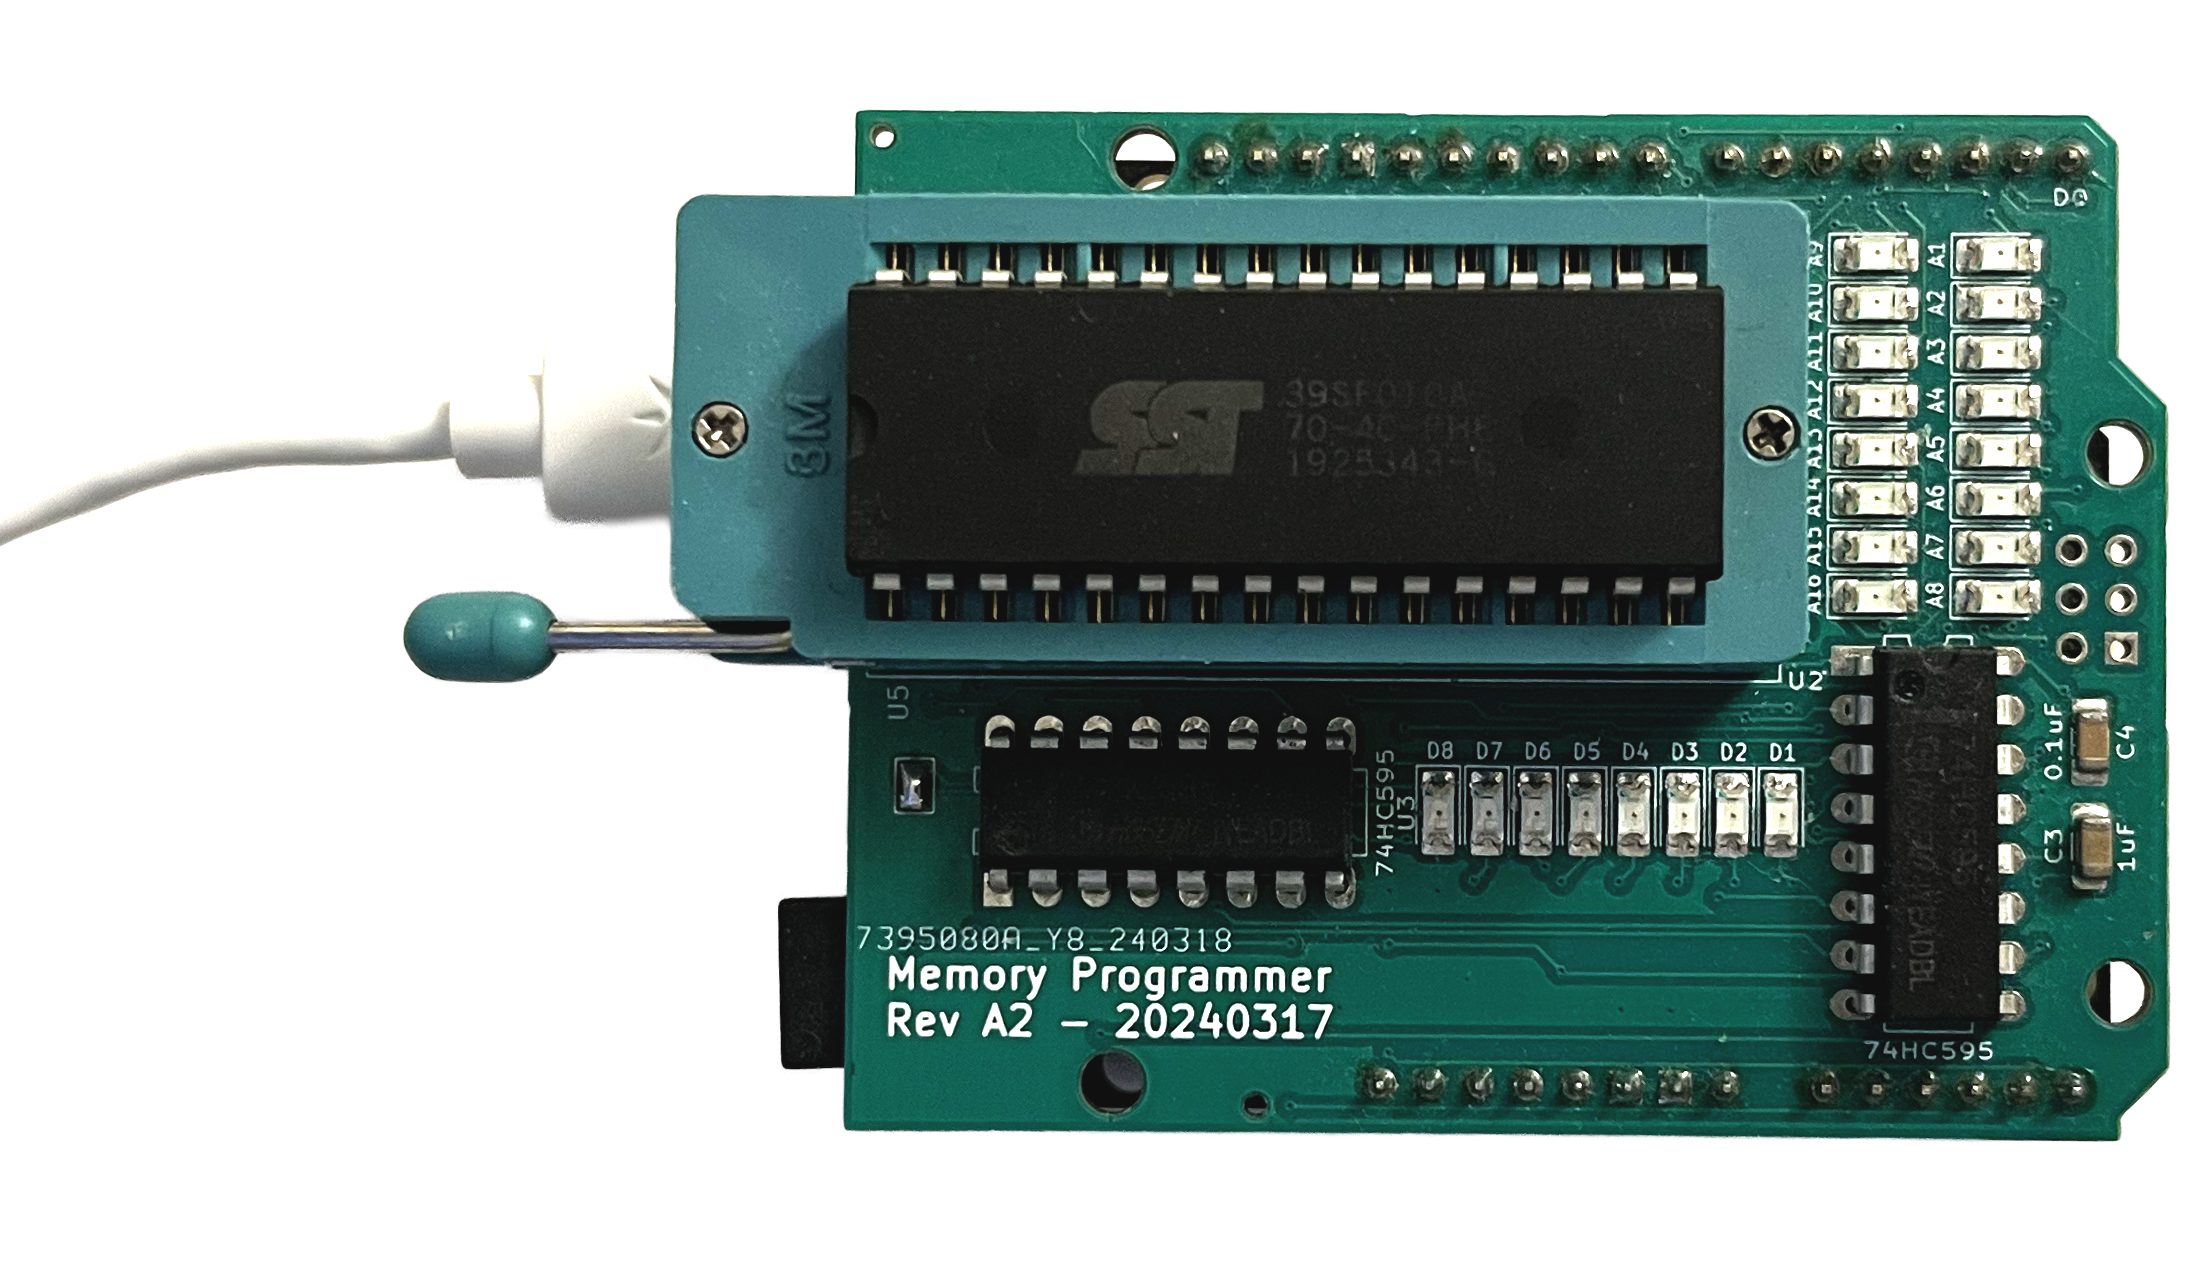 D0
A9
A1
A10
A2
A11
A3
A12
A4
A13
A5
A14
A6
A15
A7
A16
A8
3M
SST
39SF010A
70-4C-PHE
1925343-G
U2
U5
D8 D7 D6 D5 D4 D3 D2 D1
U3
74HC595
0.1uF
C4
C3
1uF
7395080A_Y8_240318
Memory Programmer
Rev A2 - 20240317
74HC595